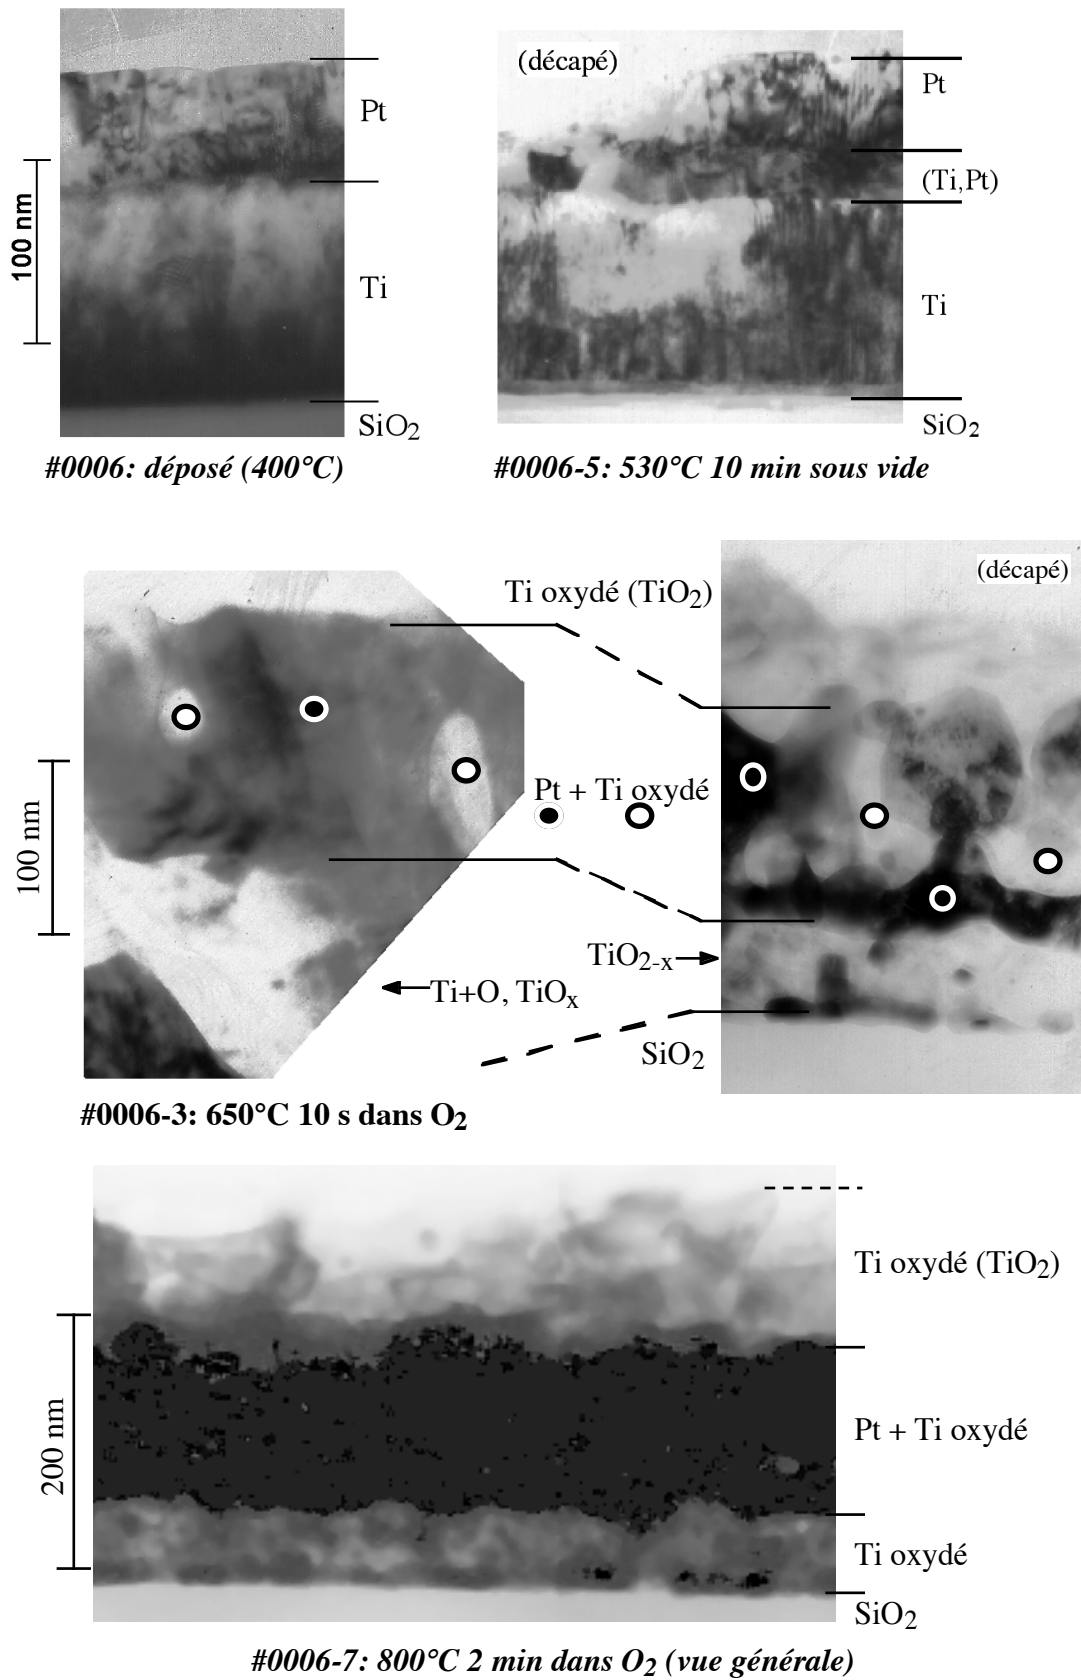 Pt
100 nm
Ti
SiO2
#0006: déposé (400°C)
(décapé)
Pt
(Ti,Pt)
Ti
SiO2
#0006-5: 530°C 10 min sous vide
Ti oxydé (TiO2)
(décapé)
Pt + Ti oxydé
100 nm
TiO2-x
Ti+O, TiOx
SiO2
#0006-3: 650°C 10 s dans O2
Ti oxydé (TiO2)
200 nm
Pt + Ti oxydé
Ti oxydé
SiO2
#0006-7: 800°C 2 min dans O2 (vue générale)